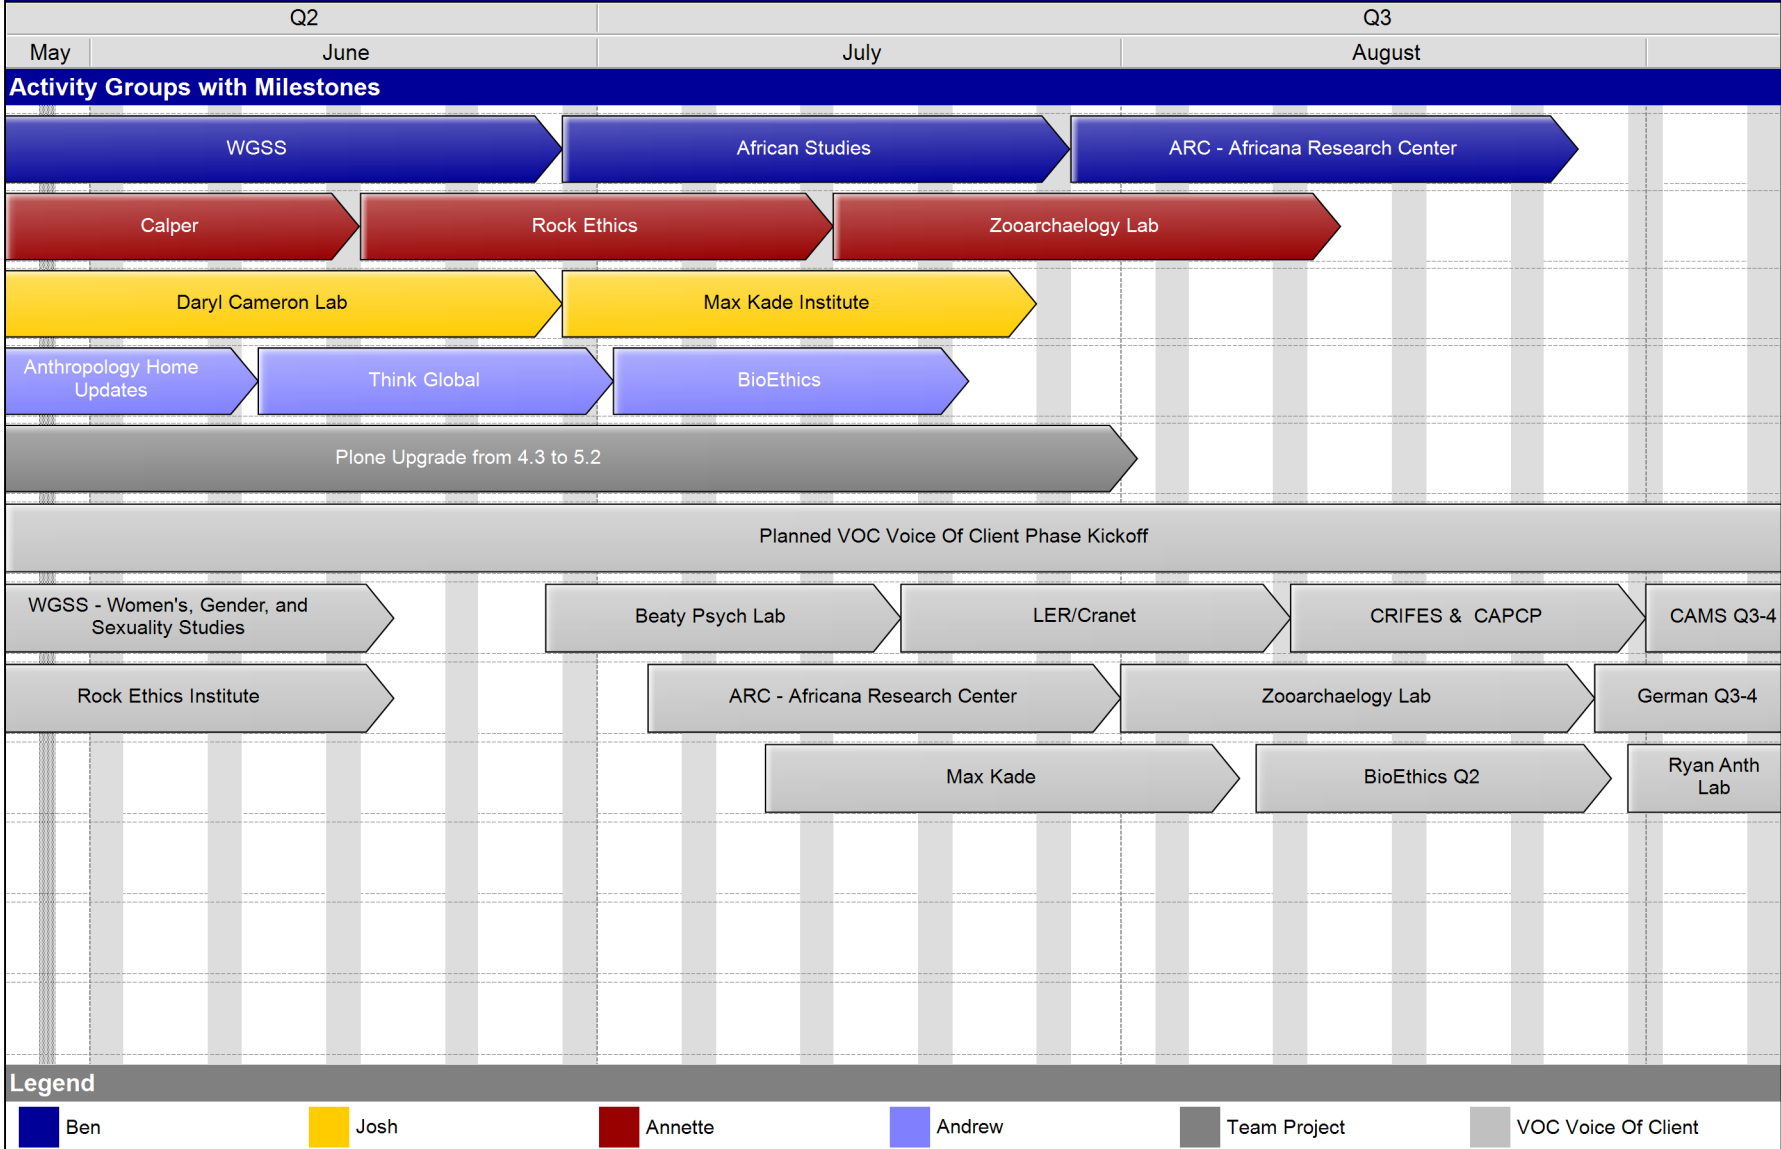 Q2 Q3
May June July August
Activity Groups with Milestones
WGSS African Studies ARC - Africana Research Center
Calper Rock Ethics Zooarchaelogy Lab
Daryl Cameron Lab Max Kade Institute
Anthropology Home
Updates
Think Global BioEthics
Plone Upgrade from 4.3 to 5.2
Planned VOC Voice Of Client Phase Kickoff
WGSS - Women's, Gender, and
Sexuality Studies
Beaty Psych Lab LER/Cranet CRIFES &  CAPCP CAMS Q3-4
Rock Ethics Institute ARC - Africana Research Center Zooarchaelogy Lab German Q3-4
Max Kade BioEthics Q2
Ryan Anth
Lab
Legend
Ben Josh Annette Andrew Team Project VOC Voice Of Client